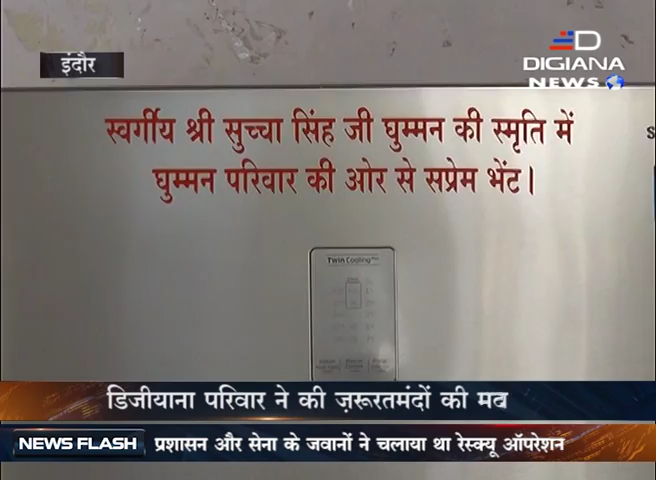 इंदौर
DIGIANA
NEWS
स्वर्गीय श्री सुच्चा सिंह जी घुम्मन की स्मृति में
घुम्मन परिवार की ओर से सप्रेम भेंट।
Twin Cooling
डिजीयाना परिवार ने की ज़रूरतमंदों की मद
NEWS FLASH
प्रशासन और सेना के जवानों ने चलाया था रेस्क्यू ऑपरेशन